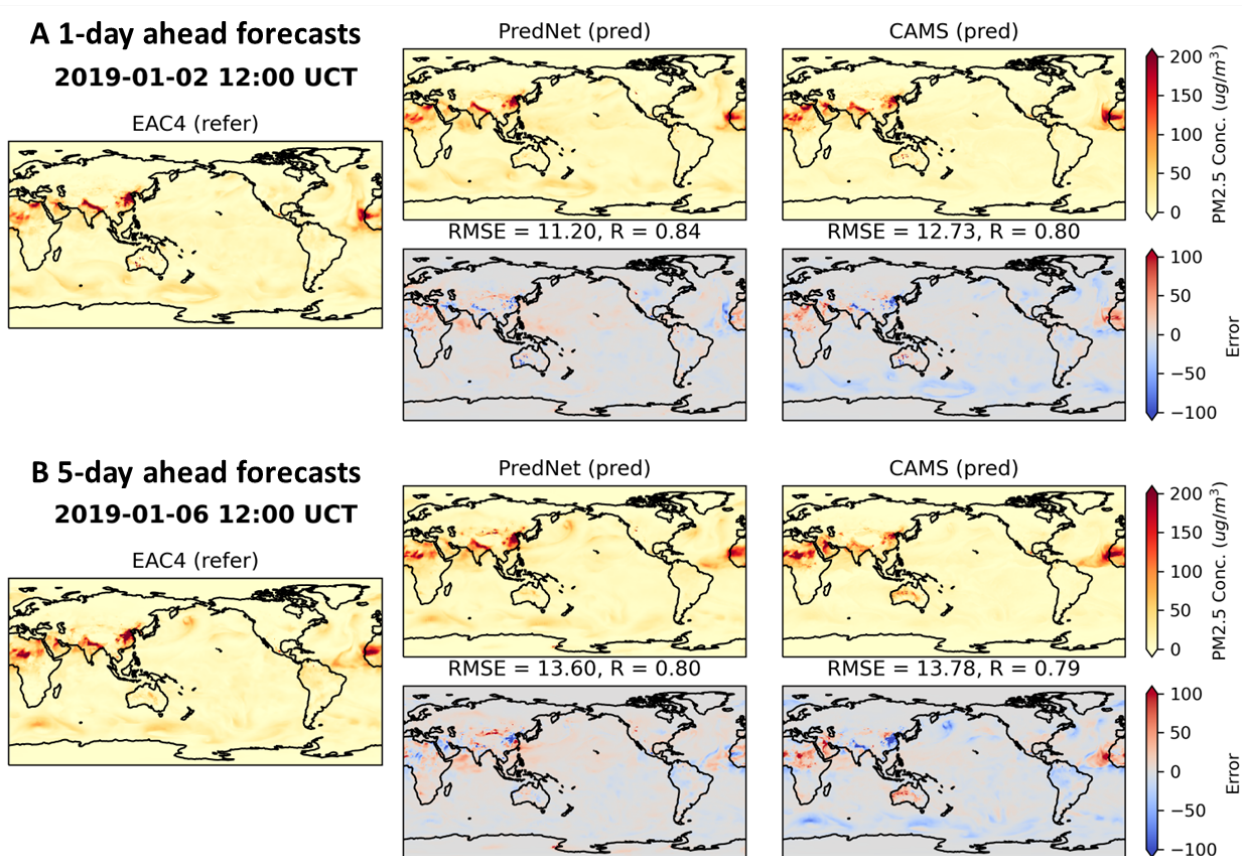 A 1-day ahead forecasts
2019-01-02 12:00 UCT
EAC4 (refer)
PredNet (pred)
CAMS (pred)
200
150
100
50
0
PM2.5 Conc. (ug/m³)
RMSE = 11.20, R = 0.84
RMSE = 12.73, R = 0.80
100
50
0
−50
−100
Error
B 5-day ahead forecasts
2019-01-06 12:00 UCT
EAC4 (refer)
PredNet (pred)
CAMS (pred)
200
150
100
50
0
PM2.5 Conc. (ug/m³)
RMSE = 13.60, R = 0.80
RMSE = 13.78, R = 0.79
100
50
0
−50
−100
Error